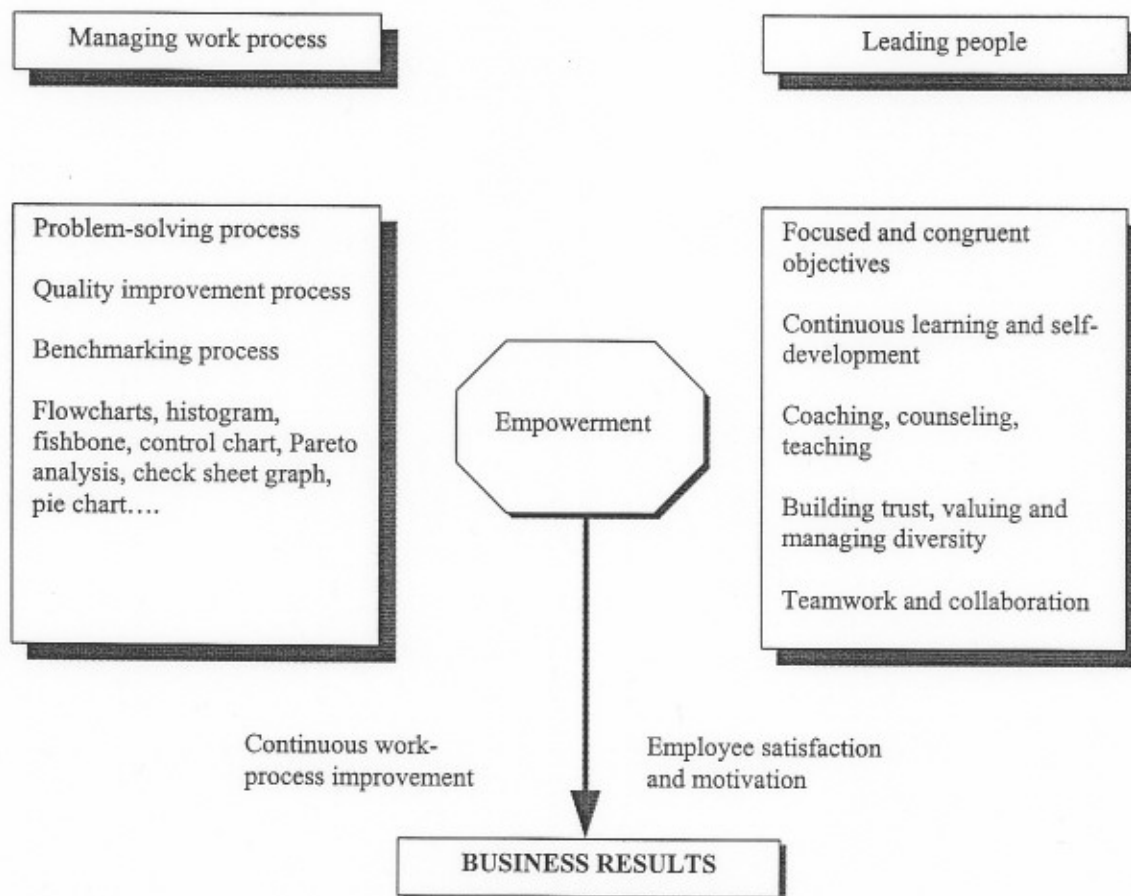 Managing work process
Leading people
Problem-solving process
Quality improvement process
Benchmarking process
Flowcharts, histogram,
fishbone, control chart, Pareto
analysis, check sheet graph,
pie chart....
Empowerment
Focused and congruent
objectives
Continuous learning and self-
development
Coaching, counseling,
teaching
Building trust, valuing and
managing diversity
Teamwork and collaboration
Continuous work-
process improvement
Employee satisfaction
and motivation
BUSINESS RESULTS